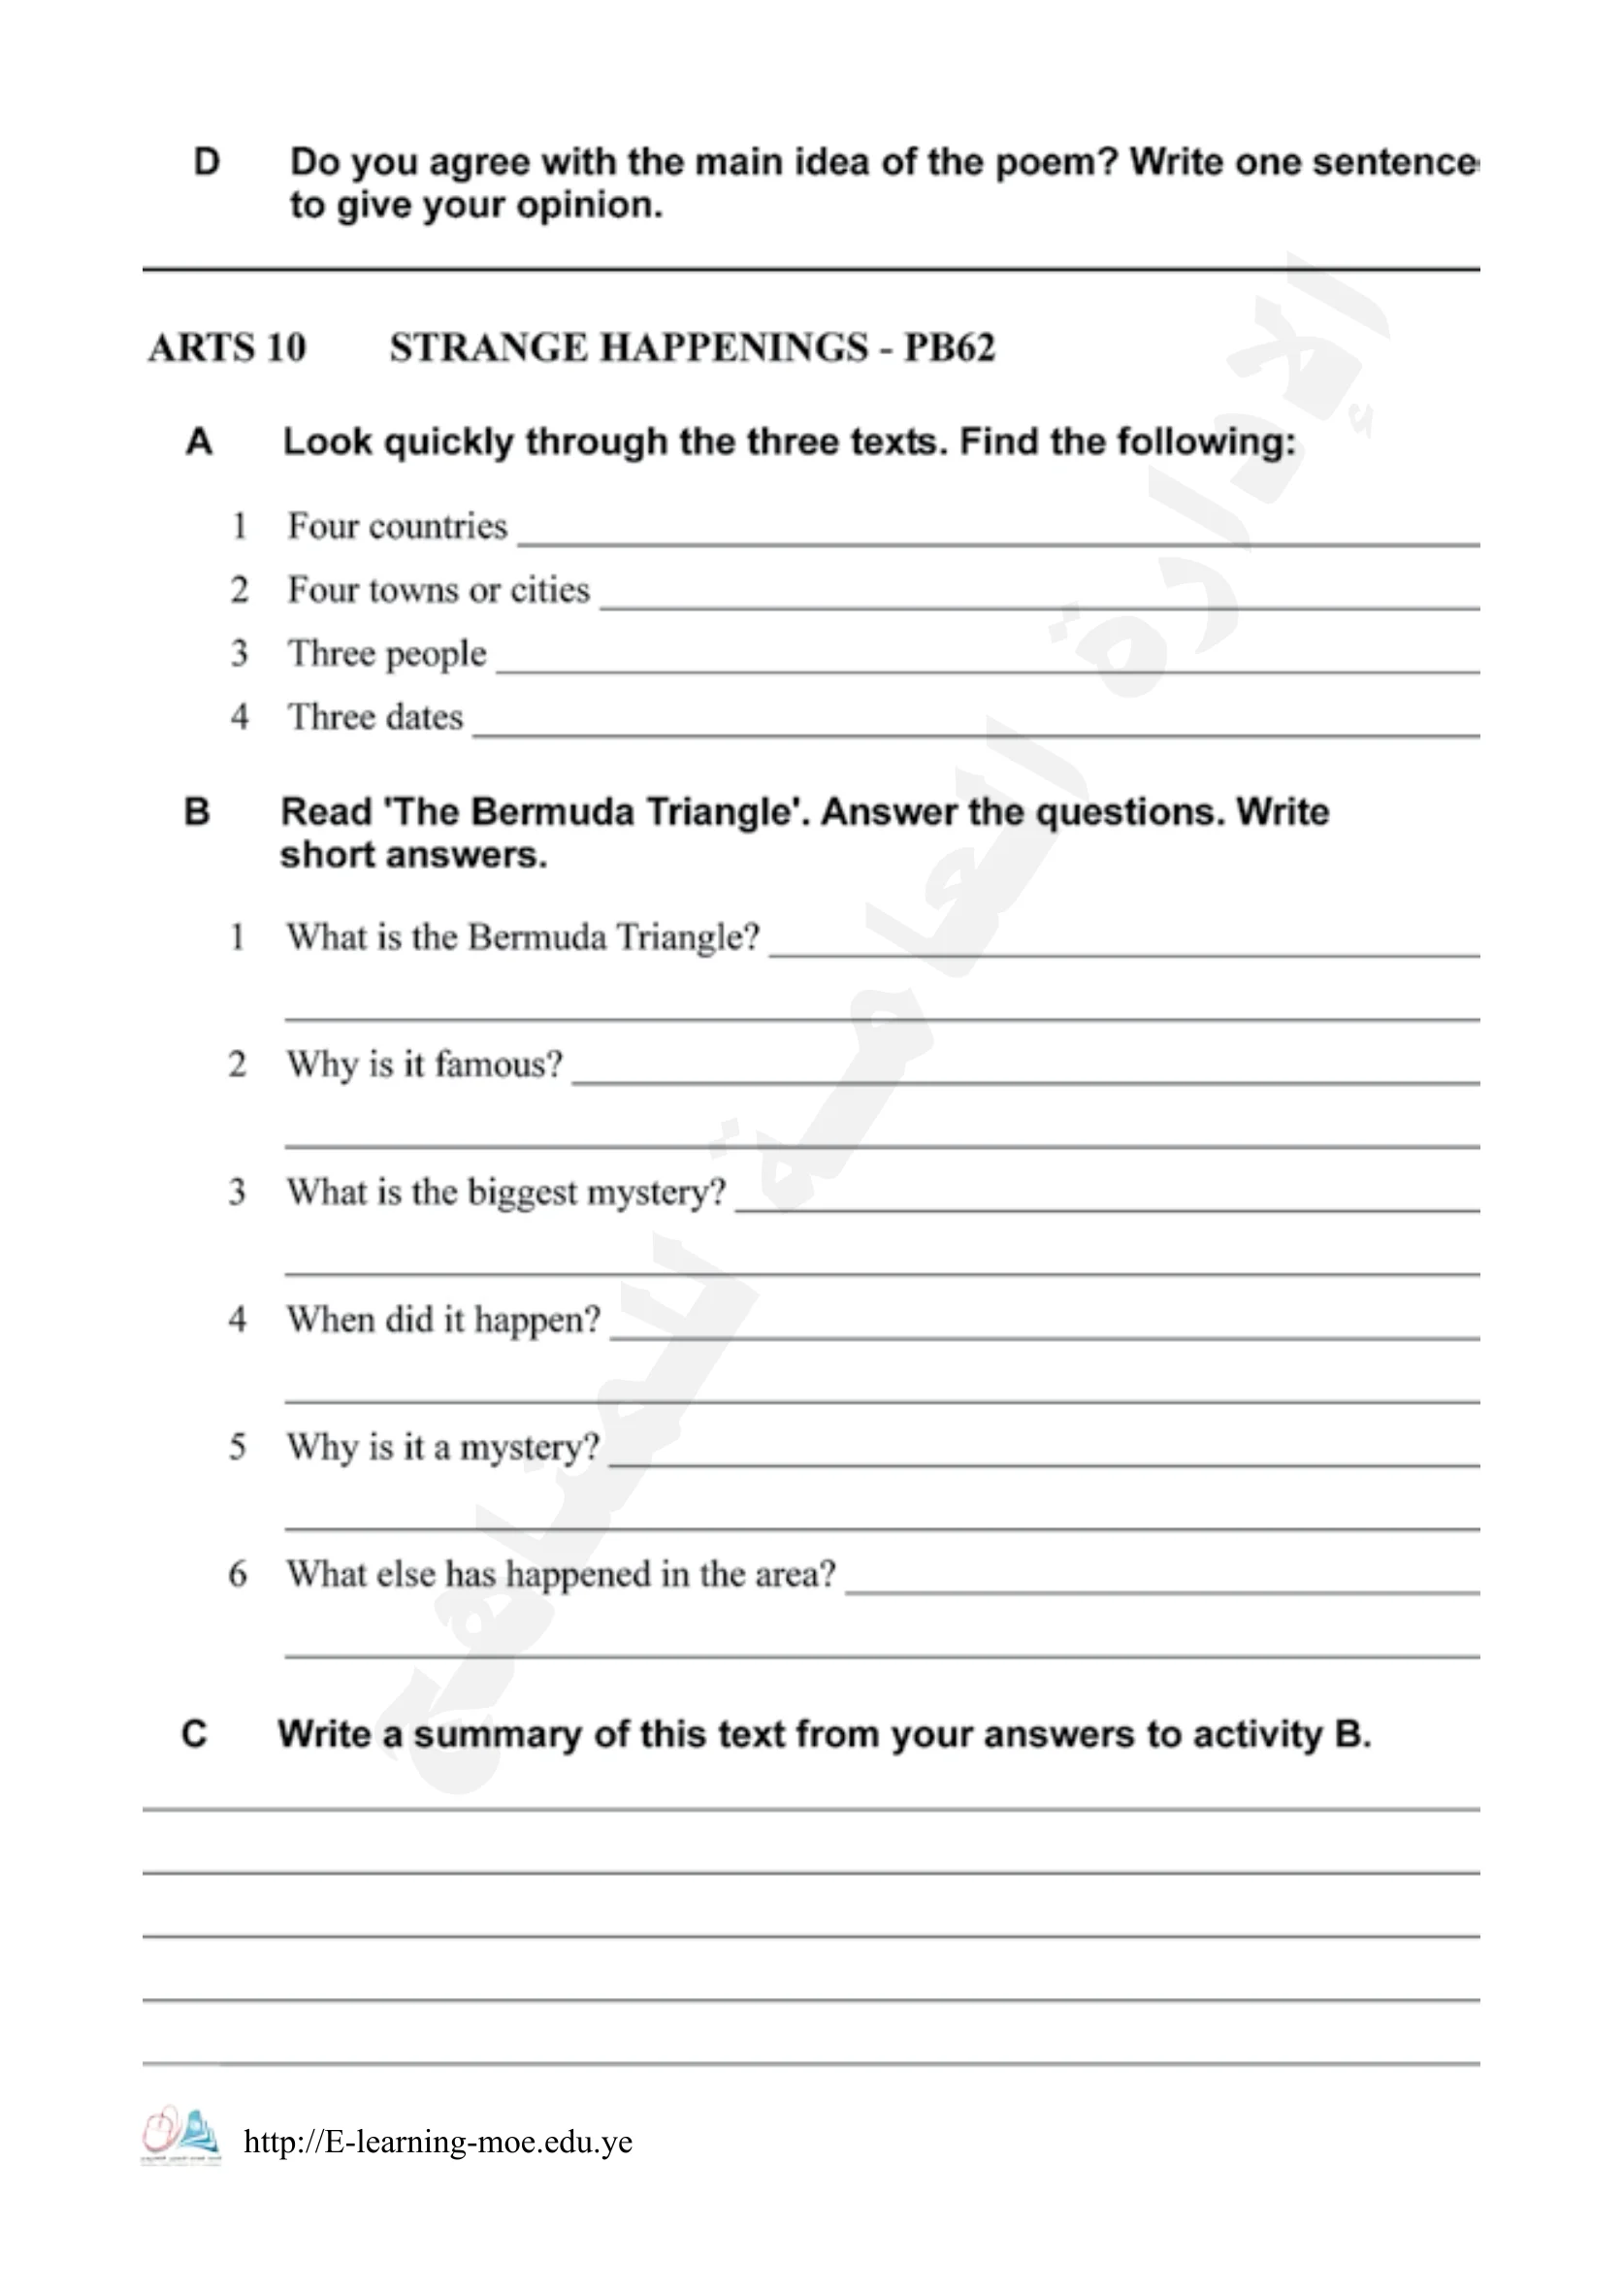 D Do you agree with the main idea of the poem? Write one sentence
to give your opinion.
ARTS 10 STRANGE HAPPENINGS - PB62
A Look quickly through the three texts. Find the following:
1 Four countries
2 Four towns or cities
3 Three people
4 Three dates
B Read 'The Bermuda Triangle'. Answer the questions. Write
short answers.
1 What is the Bermuda Triangle?
2 Why is it famous?
3 What is the biggest mystery?
4 When did it happen?
5 Why is it a mystery?
6 What else has happened in the area?
C Write a summary of this text from your answers to activity B.
http://E-learning-moe.edu.ye
الإدارة العامة للمناهج